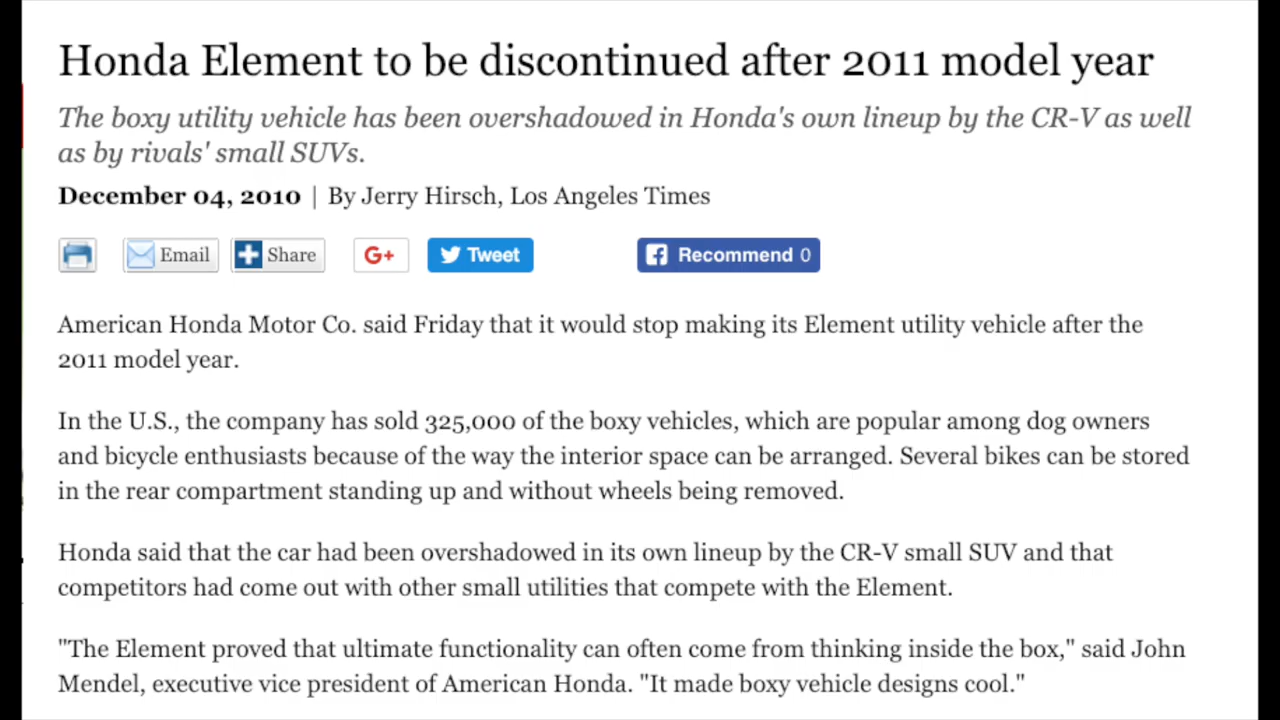 Honda Element to be discontinued after 2011 model year
The boxy utility vehicle has been overshadowed in Honda's own lineup by the CR-V as well
as by rivals' small SUVs.
December 04, 2010 | By Jerry Hirsch, Los Angeles Times
Email Share G+ Tweet Recommend 0
American Honda Motor Co. said Friday that it would stop making its Element utility vehicle after the
2011 model year.
In the U.S., the company has sold 325,000 of the boxy vehicles, which are popular among dog owners
and bicycle enthusiasts because of the way the interior space can be arranged. Several bikes can be stored
in the rear compartment standing up and without wheels being removed.
Honda said that the car had been overshadowed in its own lineup by the CR-V small SUV and that
competitors had come out with other small utilities that compete with the Element.
"The Element proved that ultimate functionality can often come from thinking inside the box," said John
Mendel, executive vice president of American Honda. "It made boxy vehicle designs cool."